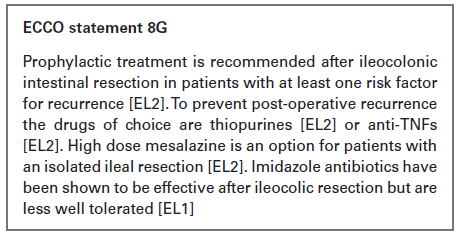 ECCO statement 8G
Prophylactic treatment is recommended after ileocolonic
intestinal resection in patients with at least one risk factor
for recurrence [EL2]. To prevent post-operative recurrence
the drugs of choice are thiopurines [EL2] or anti-TNFs
[EL2]. High dose mesalazine is an option for patients with
an isolated ileal resection [EL2]. Imidazole antibiotics have
been shown to be effective after ileocolic resection but are
less well tolerated [EL1]